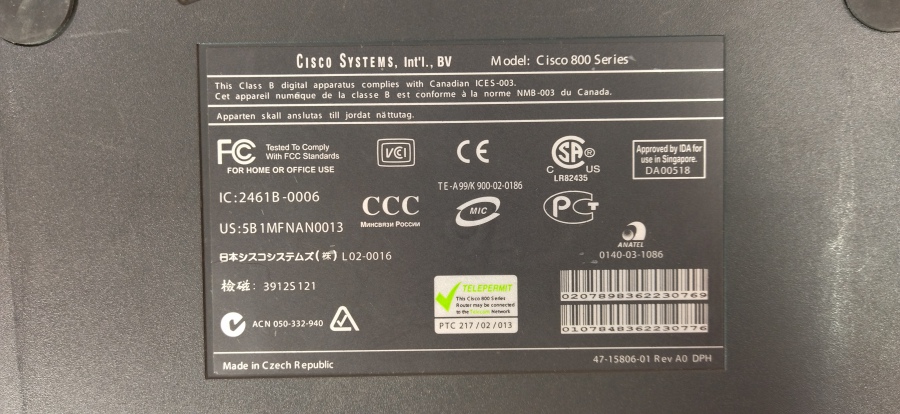 CISCO SYSTEMS, Int'l., BV Model: Cisco 800 Series
This Class B digital apparatus complies with Canadian ICES-003.
Cet appareil numérique de la classe B est conforme à la norme NMB-003 du Canada.
Apparten skall anslutas till jordat nättutag.
FC Tested To Comply
With FCC Standards
FOR HOME OR OFFICE USE
VCI
CE
SA ®
C US
LR82435
Approved by IDA for
use in Singapore.
DA00518
IC:2461B-0006
US:5B1MFNAN0013
CCC
МИНСВЯЗИ РОССИИ
TE-A99/K 900-02-0186
MIC
РСТ
ANATEL
0140-03-1086
日本シスコシステムズ(株) L02-0016
檢磁: 3912S121
ACN 050-332-940
TELEPERMIT
This Cisco 800 Series
Router may be connected
to the Telecom Network
PTC 217/02/013
0207898362230769
0107848362230776
Made in Czech Republic
47-15806-01 Rev A0 DPH